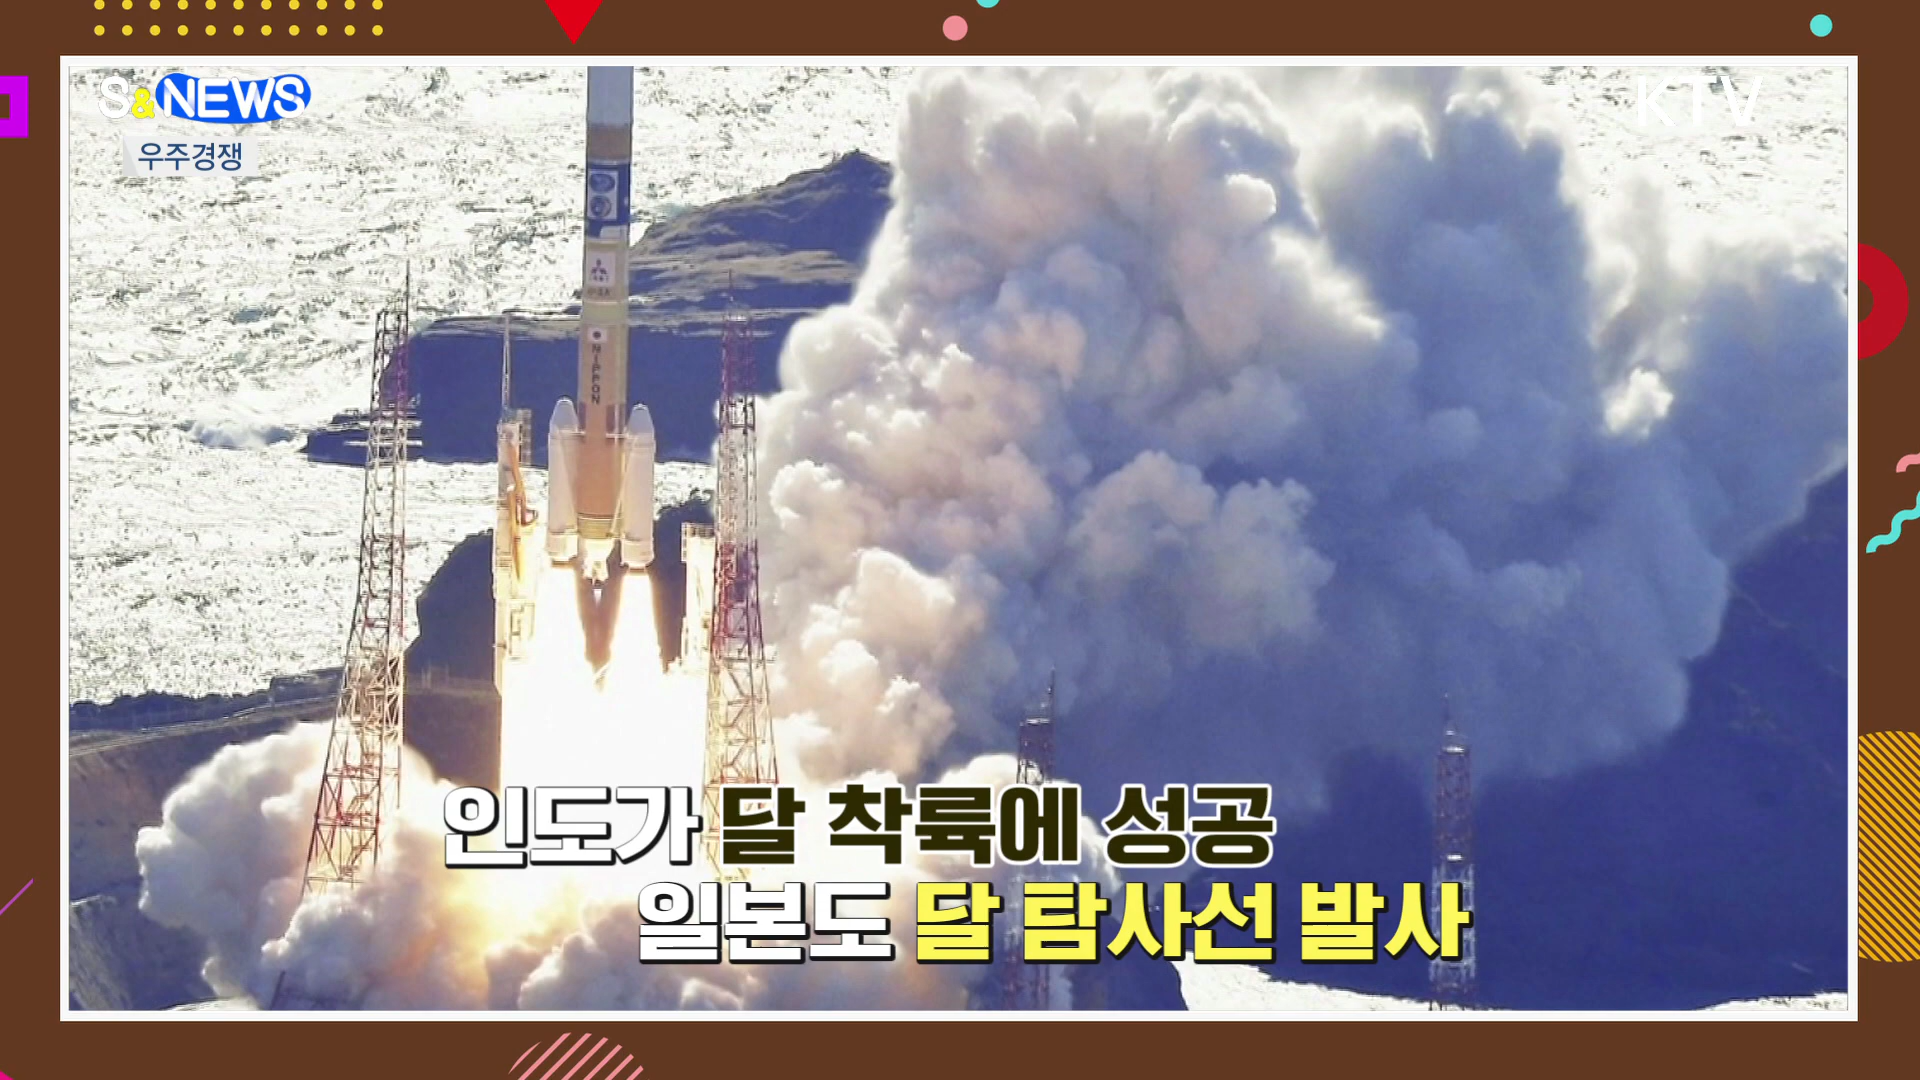 S&NEWS
KTV
우주경쟁
NIPPON
인도가 달 착륙에 성공
일본도 달 탐사선 발사